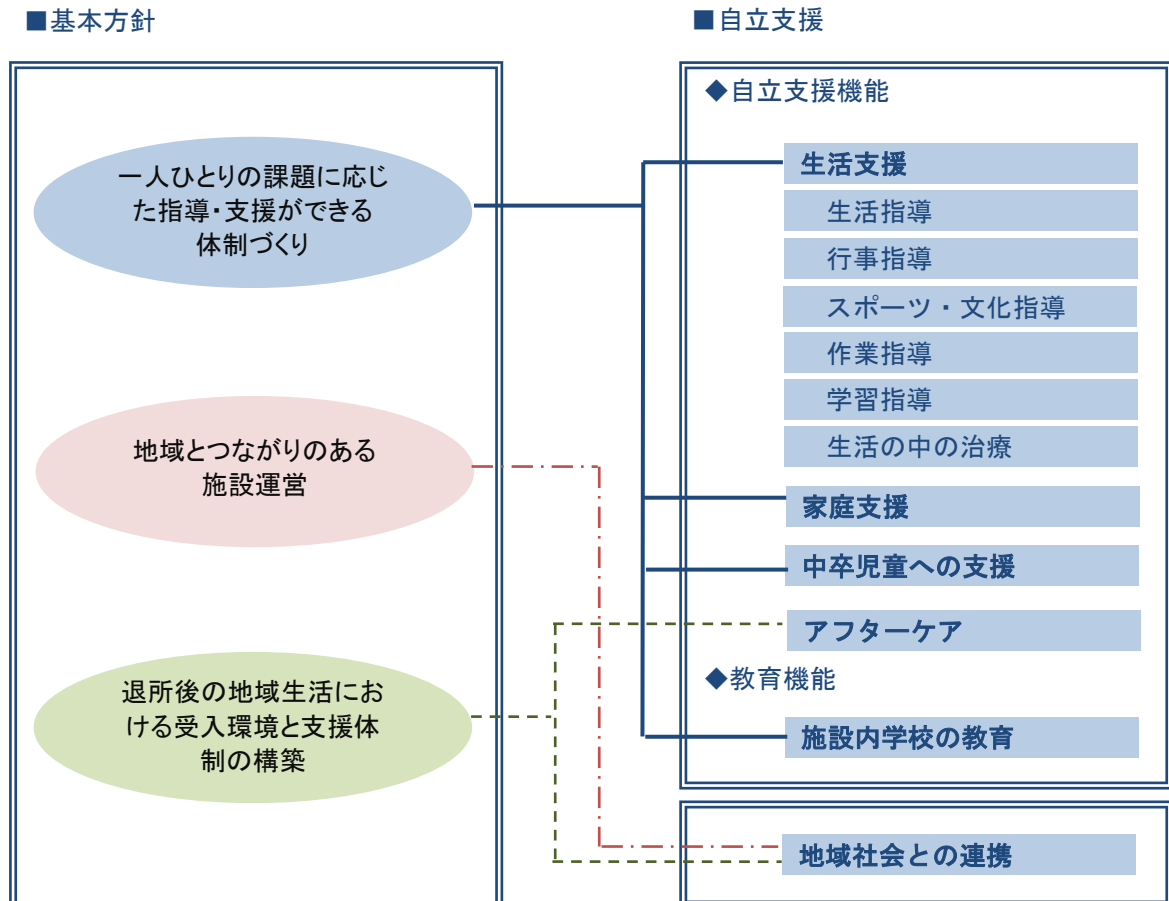 ■基本方針
一人ひとりの課題に応じ
た指導・支援ができる
体制づくり
地域とつながりのある
施設運営
退所後の地域生活にお
ける受入環境と支援体
制の構築
■自立支援
◆自立支援機能
生活支援
生活指導
行事指導
スポーツ・文化指導
作業指導
学習指導
生活の中の治療
家庭支援
中卒児童への支援
アフターケア
◆教育機能
施設内学校の教育
地域社会との連携